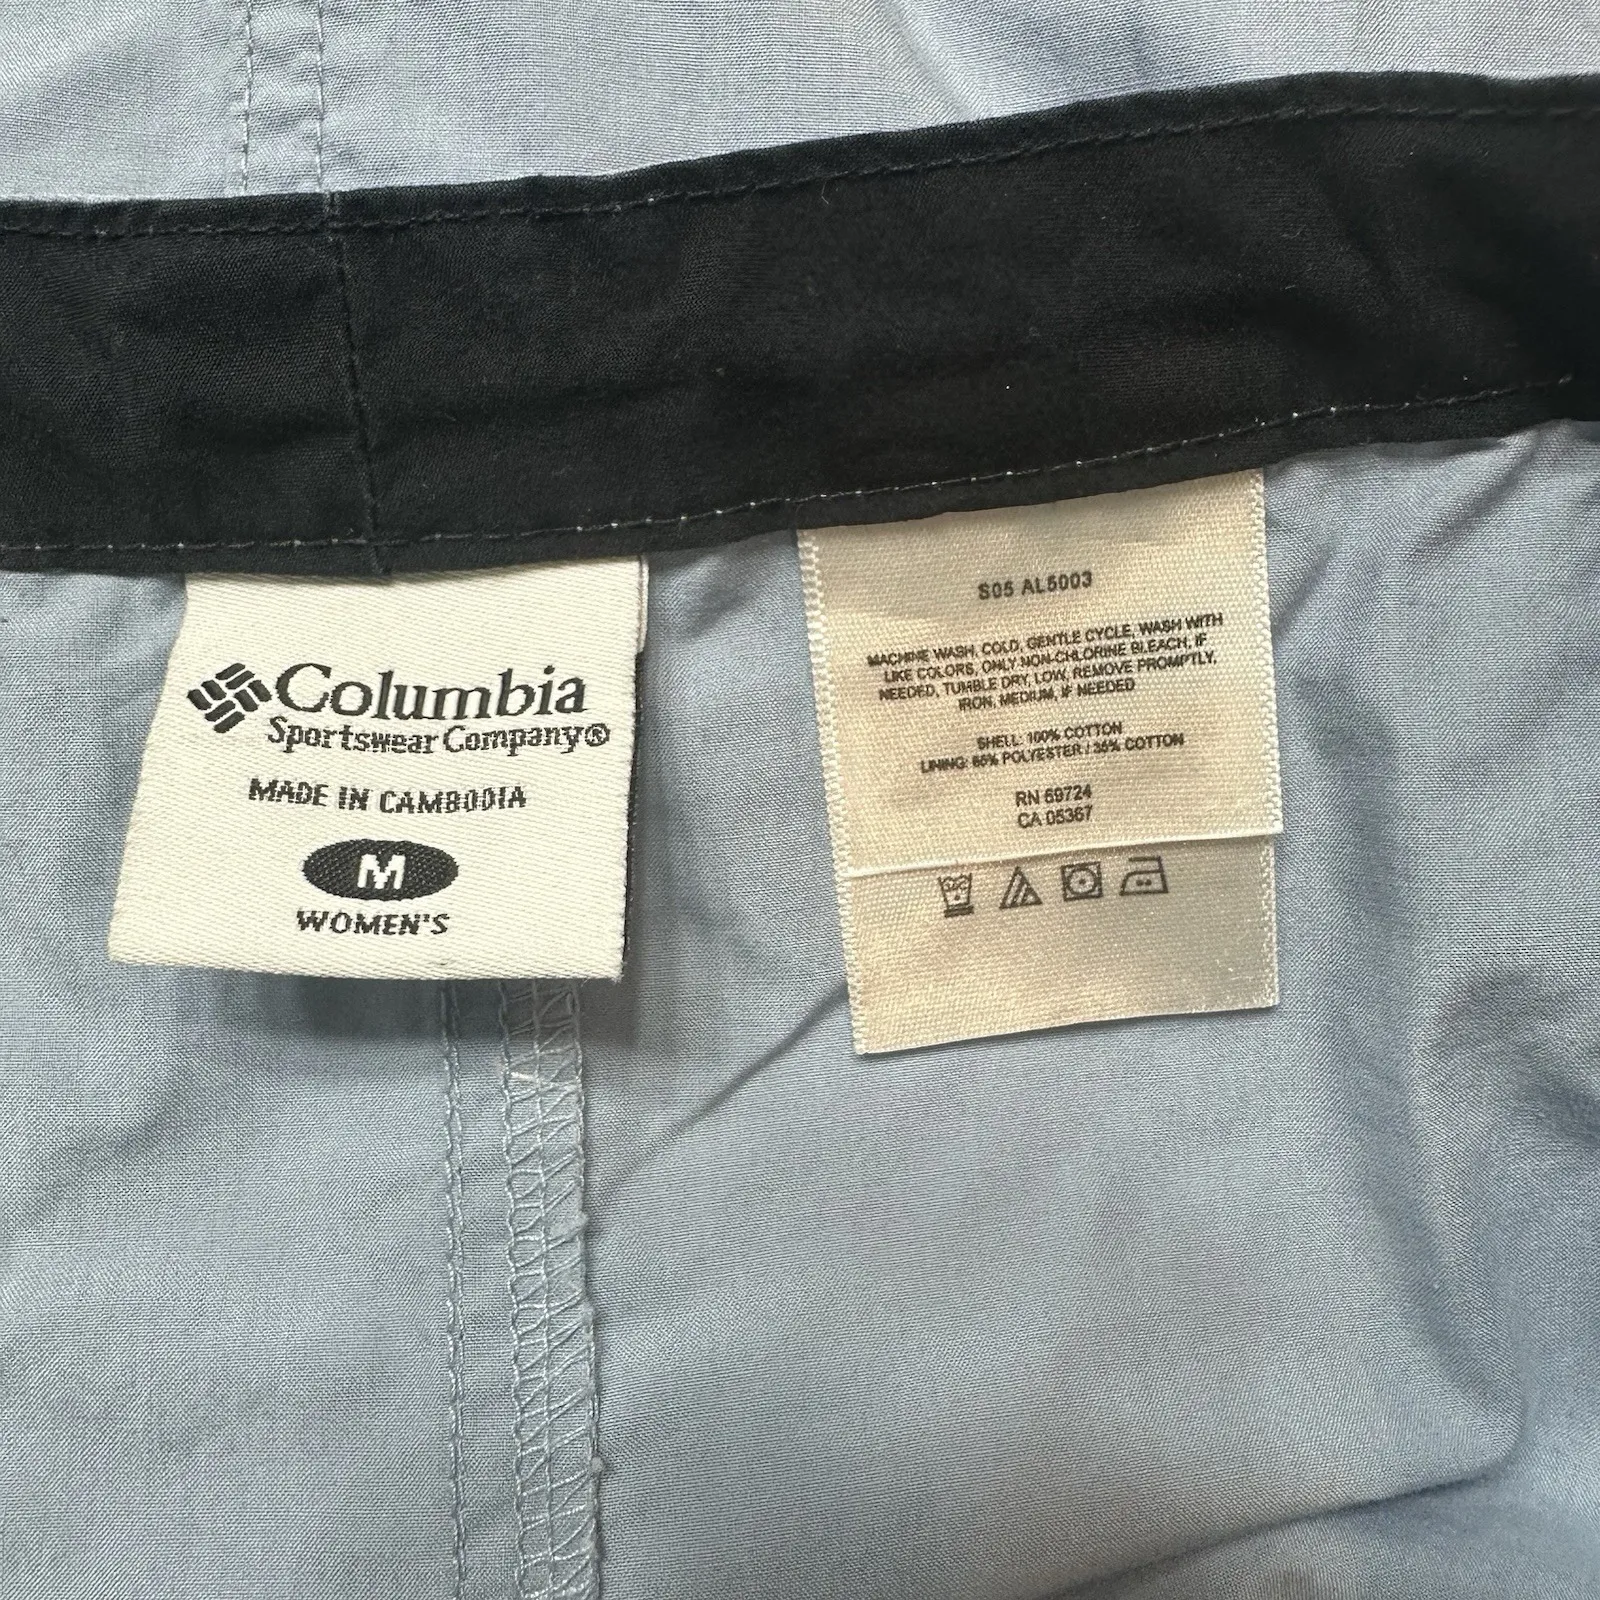 Columbia
Sportswear Company®
MADE IN CAMBODIA
M
WOMEN'S
S05 AL5003
MACHINE WASH, COLD, GENTLE CYCLE, WASH WITH
LIKE COLORS, ONLY NON-CHLORINE BLEACH, IF
NEEDED, TUMBLE DRY, LOW, REMOVE PROMPTLY,
IRON, MEDIUM, IF NEEDED
SHELL: 100% COTTON
LINING: 65% POLYESTER / 35% COTTON
RN 69724
CA 05367